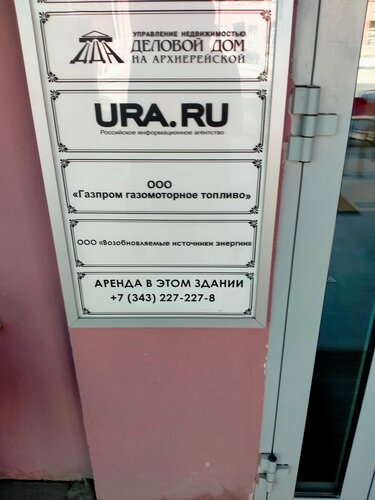 УПРАВЛЕНИЕ НЕДВИЖИМОСТЬЮ
ДДА ДЕЛОВОЙ ДОМ
НА АРХИЕРЕЙСКОЙ
URA.RU
Российское информационное агентство
ООО
«Газпром газомоторное топливо»
ООО «Возобновляемые источники энергии»
АРЕНДА В ЭТОМ ЗДАНИИ
+7 (343) 227-227-8